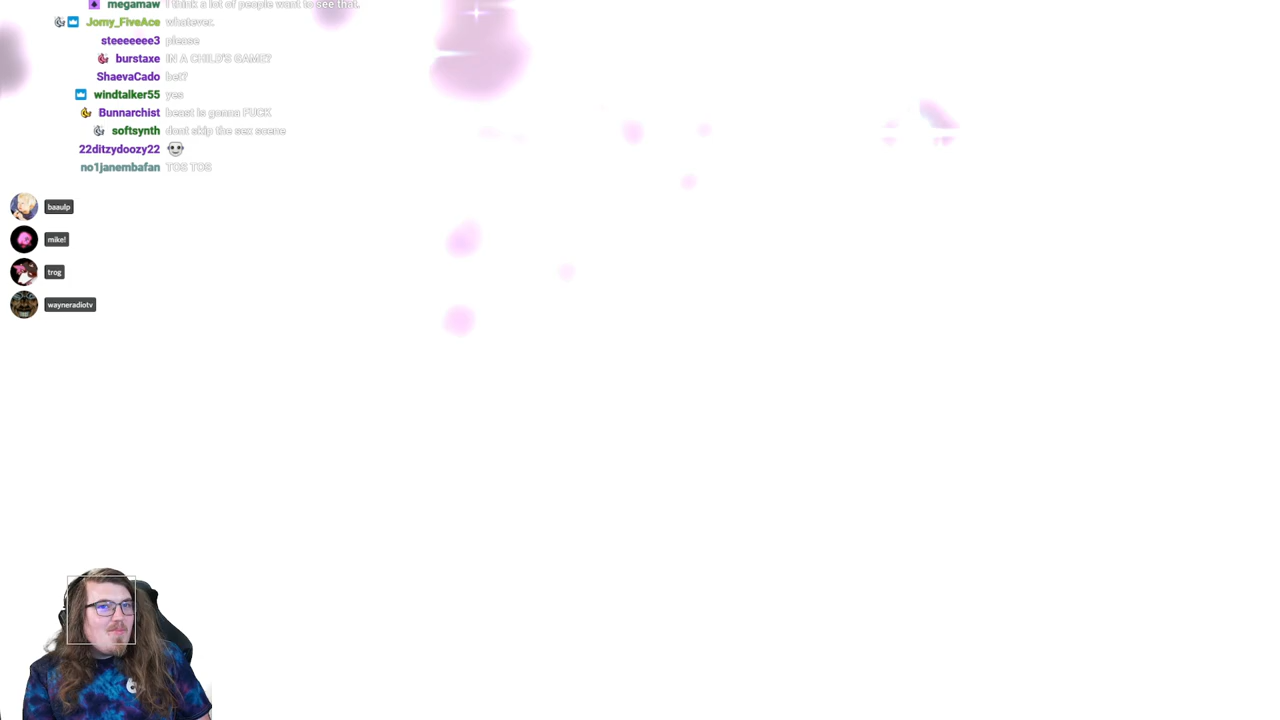 megamaw I think a lot of people want to see that.
Jomy_FiveAce whatever.
steeeeeee3 please
burstaxe IN A CHILD'S GAME?
ShaevaCado bet?
windtalker55 yes
Bunnarchist beast is gonna FUCK
softsynth dont skip the sex scene
22ditzydoozy22
no1janembafan TOS TOS
baaulp
mike!
trog
wayneradiotv